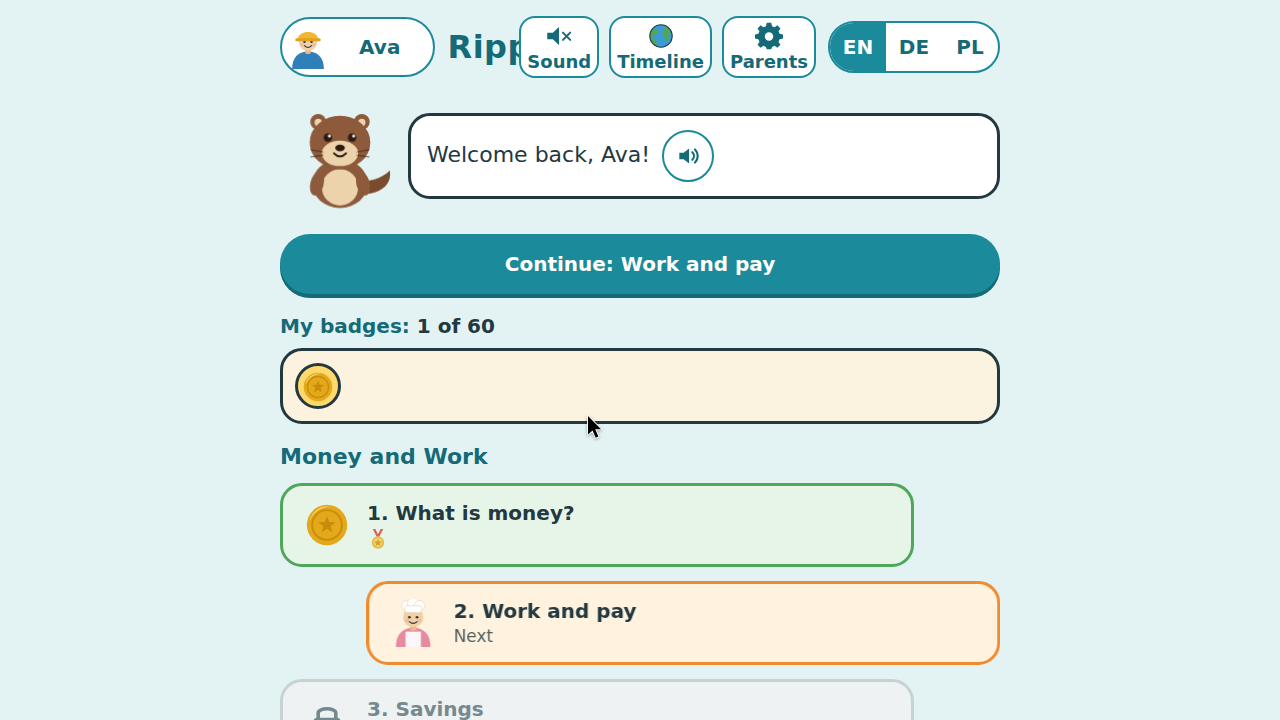 Ava
Sound
Timeline
Parents
EN DE PL
Welcome back, Ava!
Continue: Work and pay
My badges: 1 of 60
Money and Work
1. What is money?
2. Work and pay
Next
3. Savings